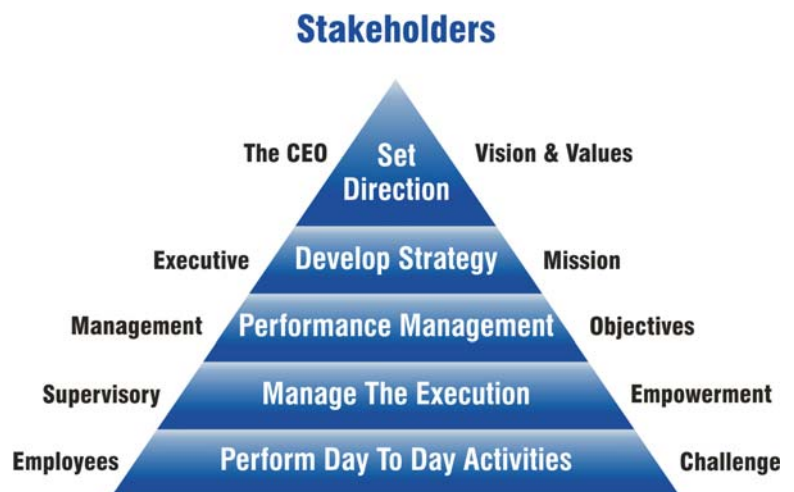 Stakeholders
The CEO
Set
Direction
Vision & Values
Executive
Develop Strategy
Mission
Management
Performance Management
Objectives
Supervisory
Manage The Execution
Empowerment
Employees
Perform Day To Day Activities
Challenge